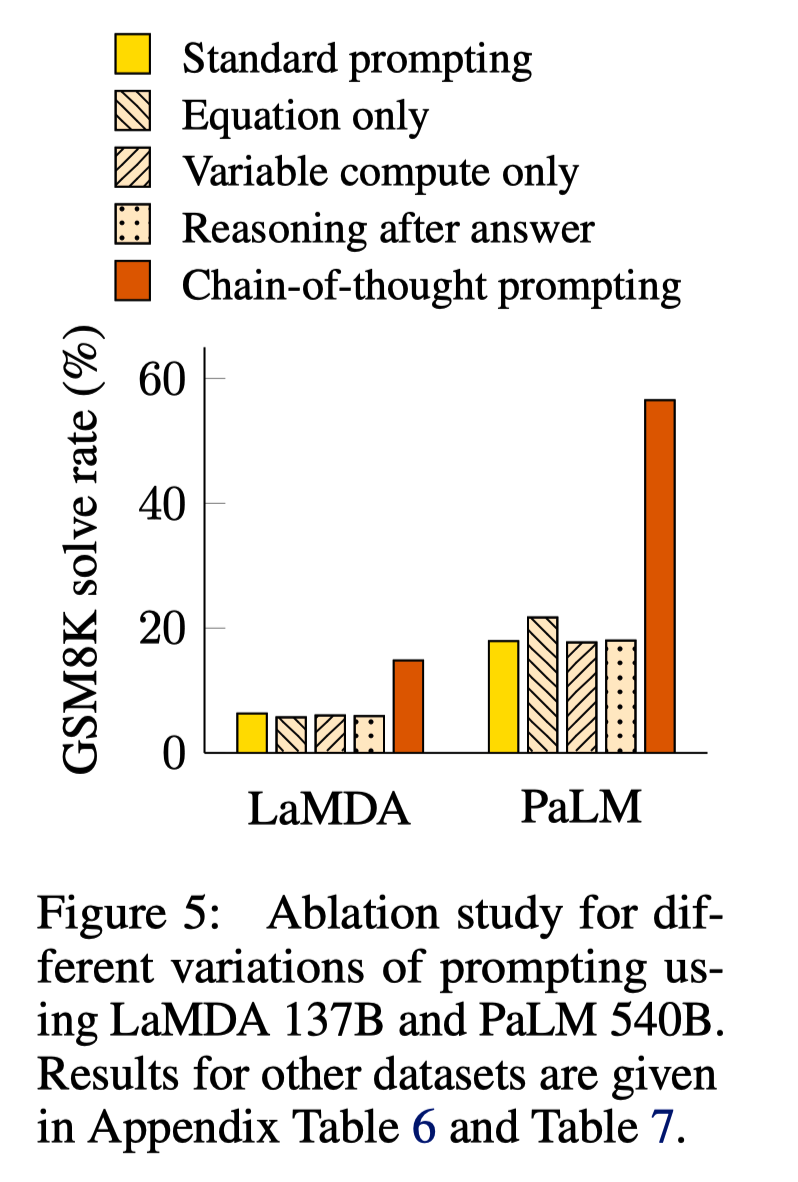 Standard prompting
Equation only
Variable compute only
Reasoning after answer
Chain-of-thought prompting
GSM8K solve rate (%)
60
40
20
0
LaMDA
PaLM
Figure 5: Ablation study for dif-
ferent variations of prompting us-
ing LaMDA 137B and PaLM 540B.
Results for other datasets are given
in Appendix Table 6 and Table 7.